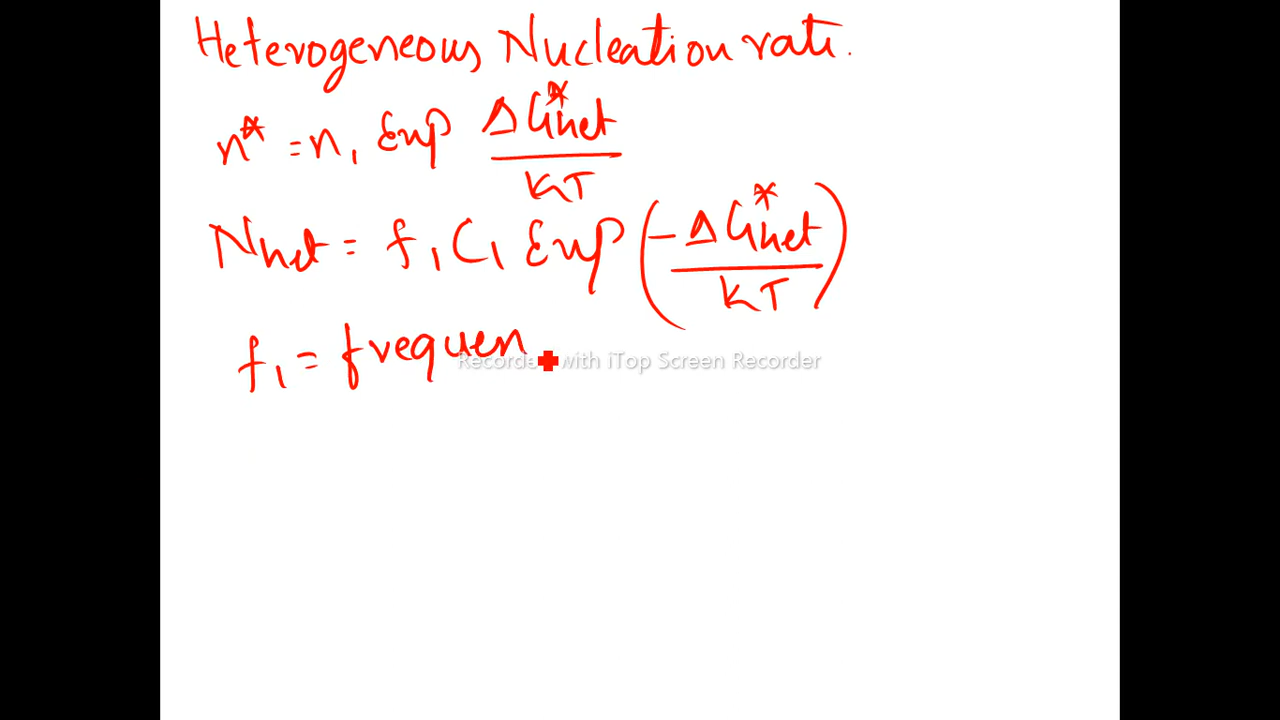 Heterogeneous Nucleation rate.
n* = n₁ Exp ΔG*het / KT
Nhet = f₁ C₁ Exp (-ΔG*het / KT)
f₁ = frequen
Recorded with iTop Screen Recorder